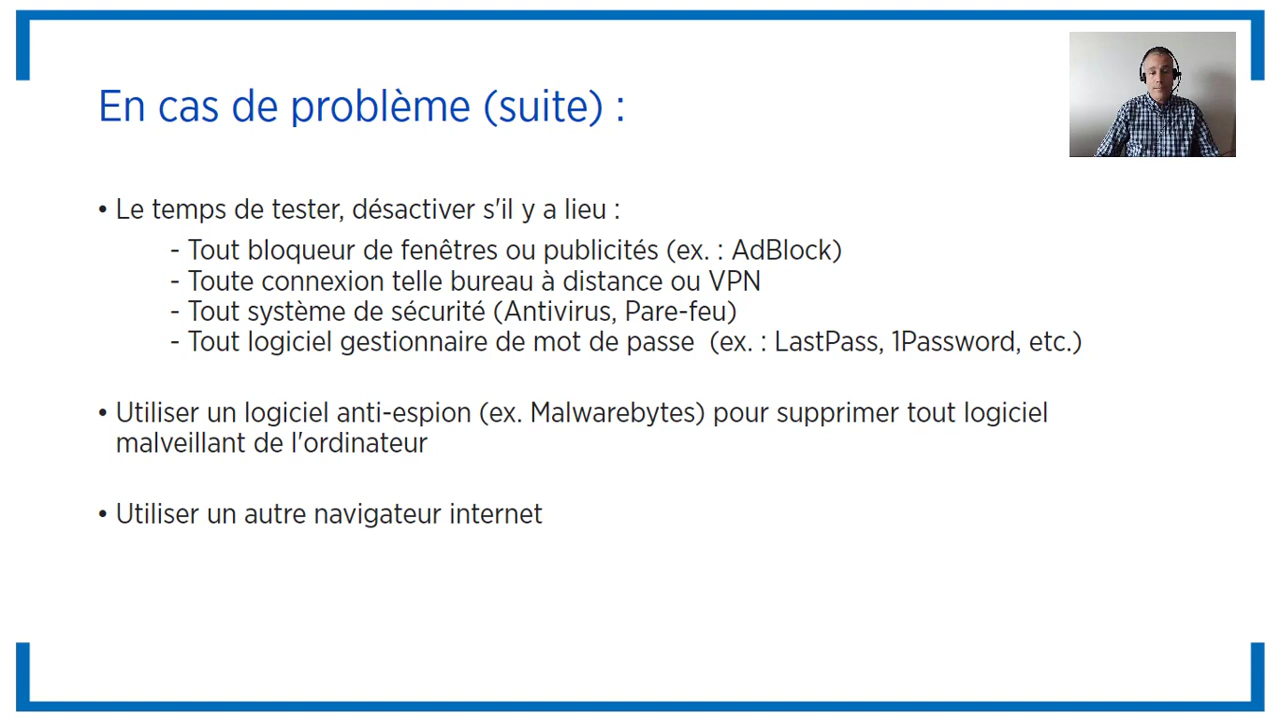 En cas de problème (suite) :
• Le temps de tester, désactiver s'il y a lieu :
- Tout bloqueur de fenêtres ou publicités (ex. : AdBlock)
- Toute connexion telle bureau à distance ou VPN
- Tout système de sécurité (Antivirus, Pare-feu)
- Tout logiciel gestionnaire de mot de passe  (ex. : LastPass, 1Password, etc.)
• Utiliser un logiciel anti-espion (ex. Malwarebytes) pour supprimer tout logiciel
malveillant de l'ordinateur
• Utiliser un autre navigateur internet